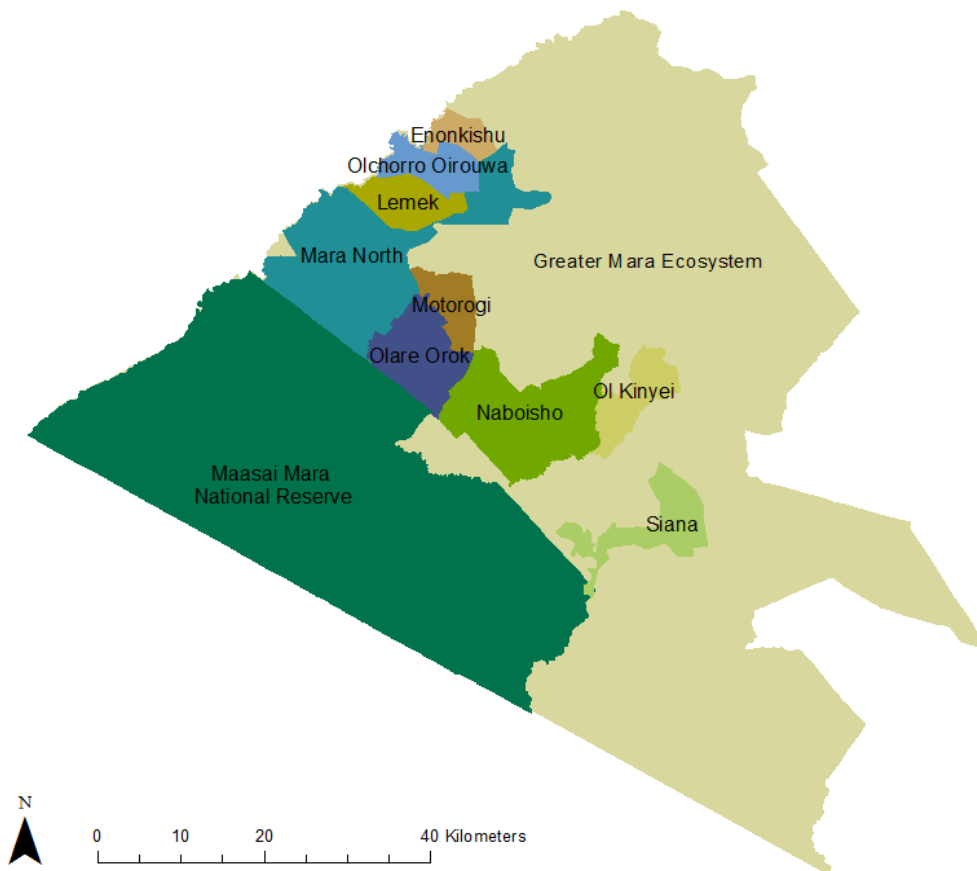 Enonkishu
Olchorro Oirouwa
Lemek
Mara North
Greater Mara Ecosystem
Motorogi
Olare Orok
Ol Kinyei
Naboisho
Maasai Mara
National Reserve
Siana
N
0 10 20 40 Kilometers